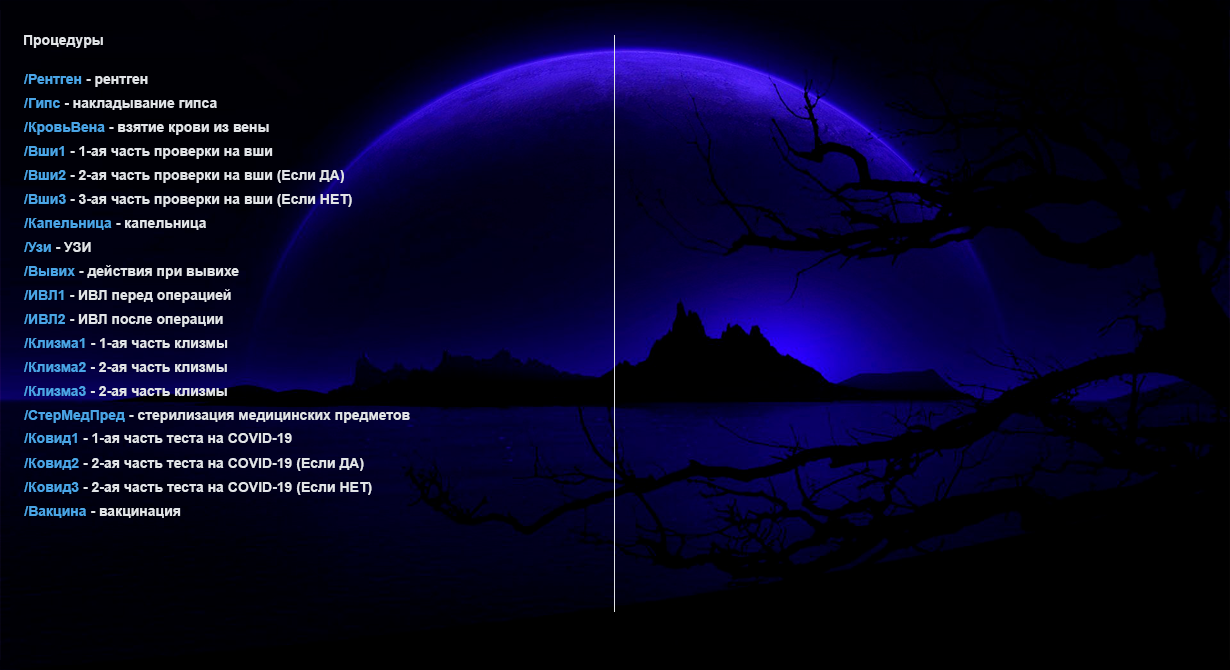 Процедуры
/Рентген - рентген
/Гипс - накладывание гипса
/КровьВена - взятие крови из вены
/Вши1 - 1-ая часть проверки на вши
/Вши2 - 2-ая часть проверки на вши (Если ДА)
/Вши3 - 3-ая часть проверки на вши (Если НЕТ)
/Капельница - капельница
/Узи - УЗИ
/Вывих - действия при вывихе
/ИВЛ1 - ИВЛ перед операцией
/ИВЛ2 - ИВЛ после операции
/Клизма1 - 1-ая часть клизмы
/Клизма2 - 2-ая часть клизмы
/Клизма3 - 2-ая часть клизмы
/СтерМедПред - стерилизация медицинских предметов
/Ковид1 - 1-ая часть теста на COVID-19
/Ковид2 - 2-ая часть теста на COVID-19 (Если ДА)
/Ковид3 - 2-ая часть теста на COVID-19 (Если НЕТ)
/Вакцина - вакцинация